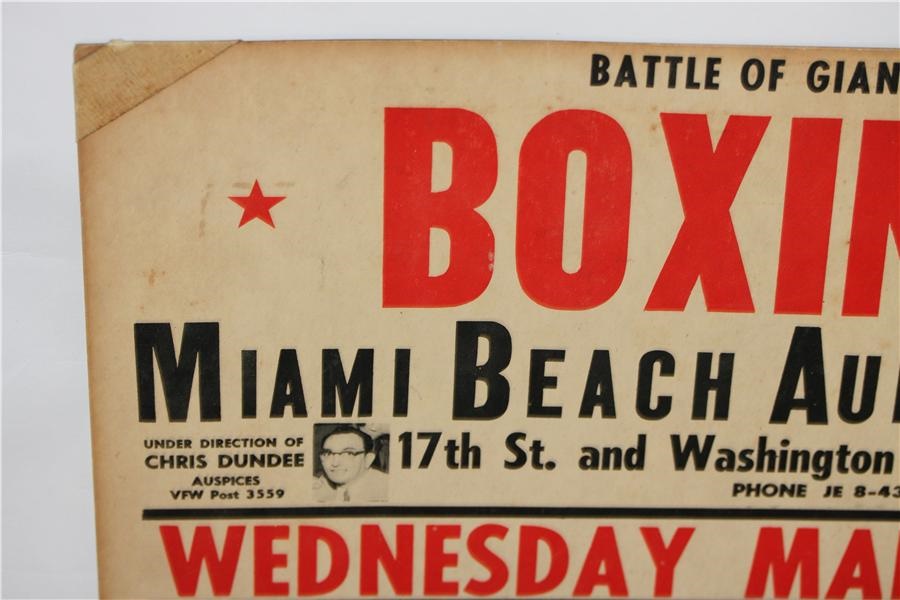 BATTLE OF GIAN
BOXIN
MIAMI BEACH AU
UNDER DIRECTION OF
CHRIS DUNDEE
AUSPICES
VFW Post 3559
17th St. and Washington
PHONE JE 8-43
WEDNESDAY MA